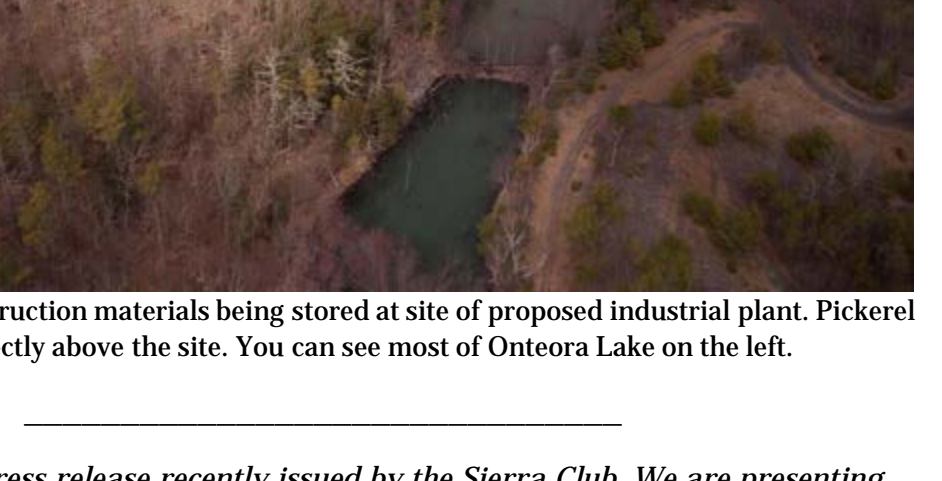 ruction materials being stored at site of proposed industrial plant. Pickerel
ctly above the site. You can see most of Onteora Lake on the left.
ress release recently issued by the Sierra Club. We are presenting